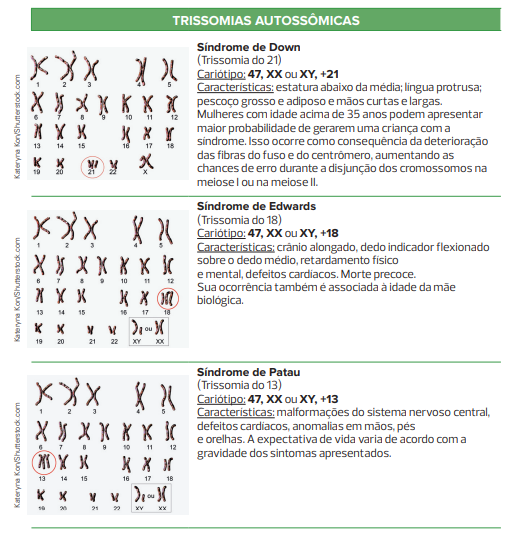 TRISSOMIAS AUTOSSÔMICAS
Kateryna Kon/Shutterstock.com
1 2 3 4 5
6 7 8 9 10 11 12
13 14 15 16 17 18
19 20 21 22 X
Síndrome de Down
(Trissomia do 21)
Cariótipo: 47, XX ou XY, +21
Características: estatura abaixo da média; língua protrusa;
pescoço grosso e adiposo e mãos curtas e largas.
Mulheres com idade acima de 35 anos podem apresentar
maior probabilidade de gerarem uma criança com a
síndrome. Isso ocorre como consequência da deterioração
das fibras do fuso e do centrômero, aumentando as
chances de erro durante a disjunção dos cromossomos na
meiose I ou na meiose II.
Kateryna Kon/Shutterstock.com
1 2 3 4 5
6 7 8 9 10 11 12
13 14 15 16 17 18
19 20 21 22 ou
XY XX
Síndrome de Edwards
(Trissomia do 18)
Cariótipo: 47, XX ou XY, +18
Características: crânio alongado, dedo indicador flexionado
sobre o dedo médio, retardamento físico
e mental, defeitos cardíacos. Morte precoce.
Sua ocorrência também é associada à idade da mãe
biológica.
Kateryna Kon/Shutterstock.com
1 2 3 4 5
6 7 8 9 10 11 12
13 14 15 16 17 18
19 20 21 22 ou
XY XX
Síndrome de Patau
(Trissomia do 13)
Cariótipo: 47, XX ou XY, +13
Características: malformações do sistema nervoso central,
defeitos cardíacos, anomalias em mãos, pés
e orelhas. A expectativa de vida varia de acordo com a
gravidade dos sintomas apresentados.